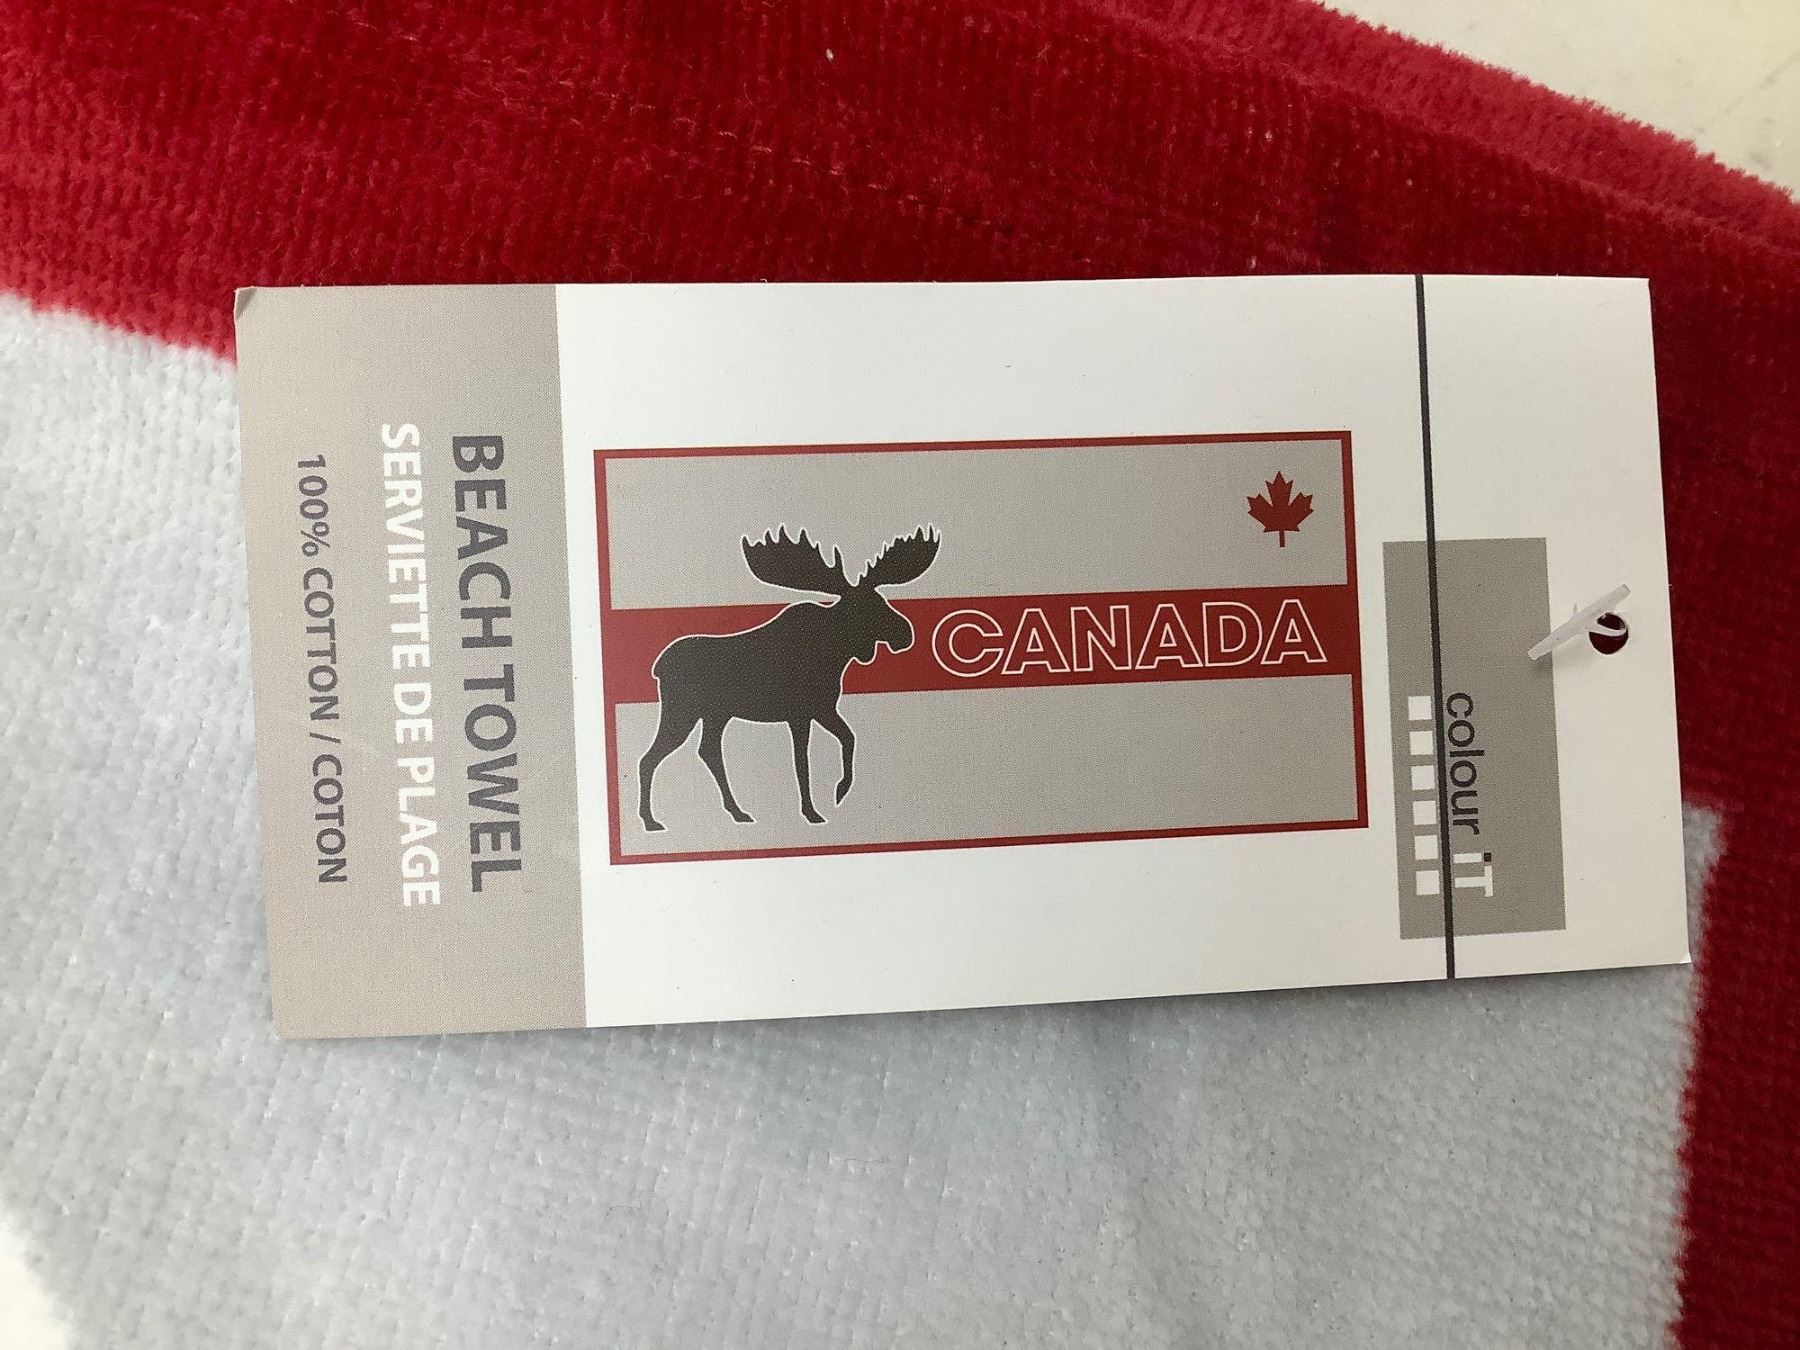 colour iT
CANADA
BEACH TOWEL
SERVIETTE DE PLAGE
100% COTTON / COTON